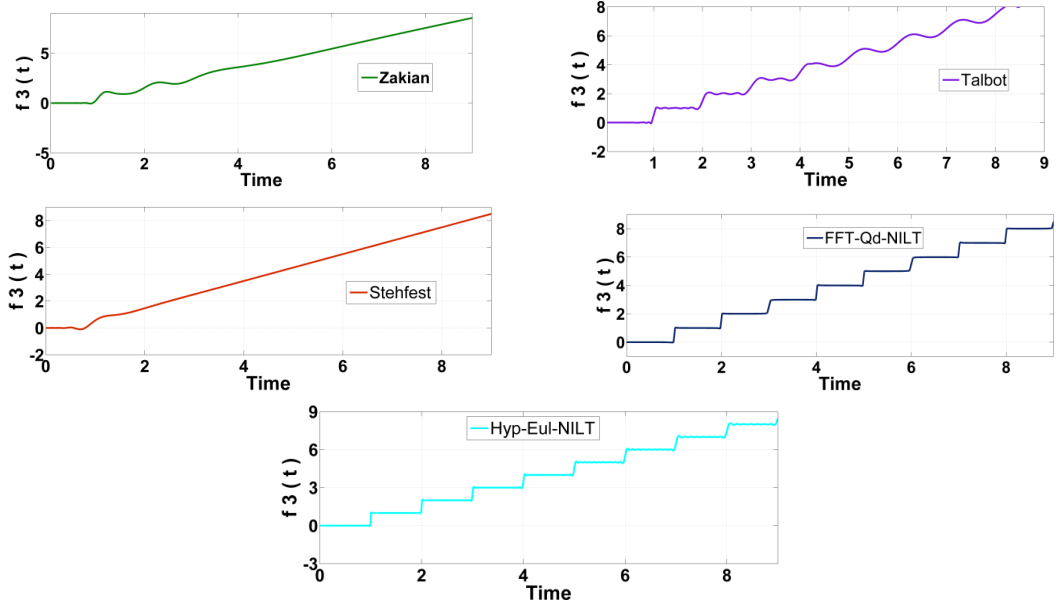 f 3 ( t )
5
0
-5
Zakian
0 2 4 6 8
Time
f 3 ( t )
8
6
4
2
0
-2
Talbot
1 2 3 4 5 6 7 8 9
Time
f 3 ( t )
8
6
4
2
0
-2
Stehfest
0 2 4 6 8
Time
f 3 ( t )
8
6
4
2
0
FFT-Qd-NILT
0 2 4 6 8
Time
f 3 ( t )
9
6
3
0
-3
Hyp-Eul-NILT
0 2 4 6 8
Time